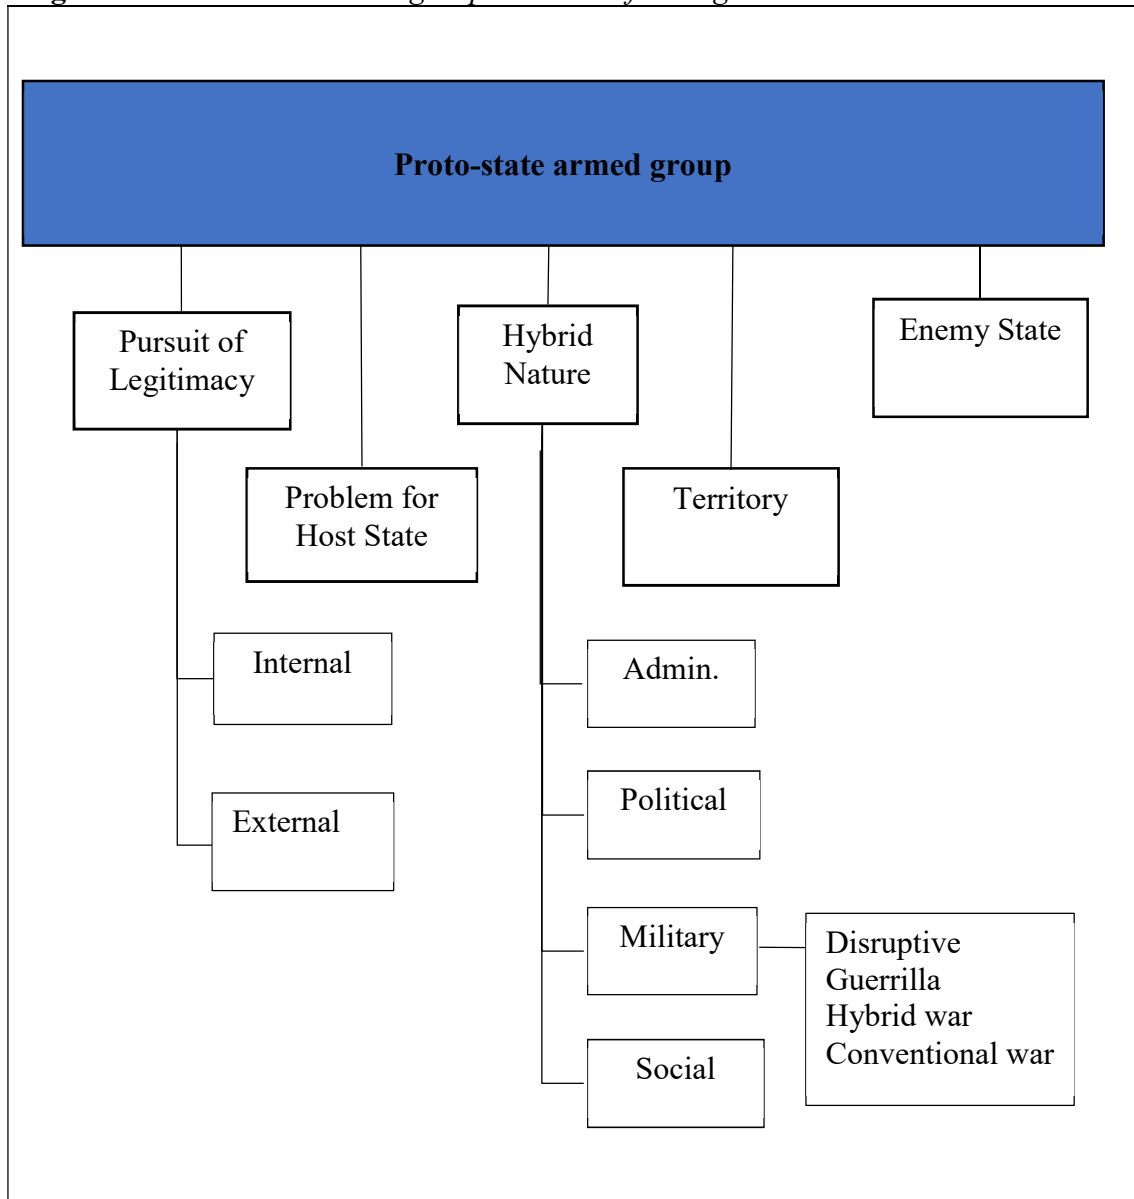 Proto-state armed group
Pursuit of
Legitimacy
Hybrid
Nature
Enemy State
Problem for
Host State
Territory
Internal
Admin.
External
Political
Military
Disruptive
Guerrilla
Hybrid war
Conventional war
Social